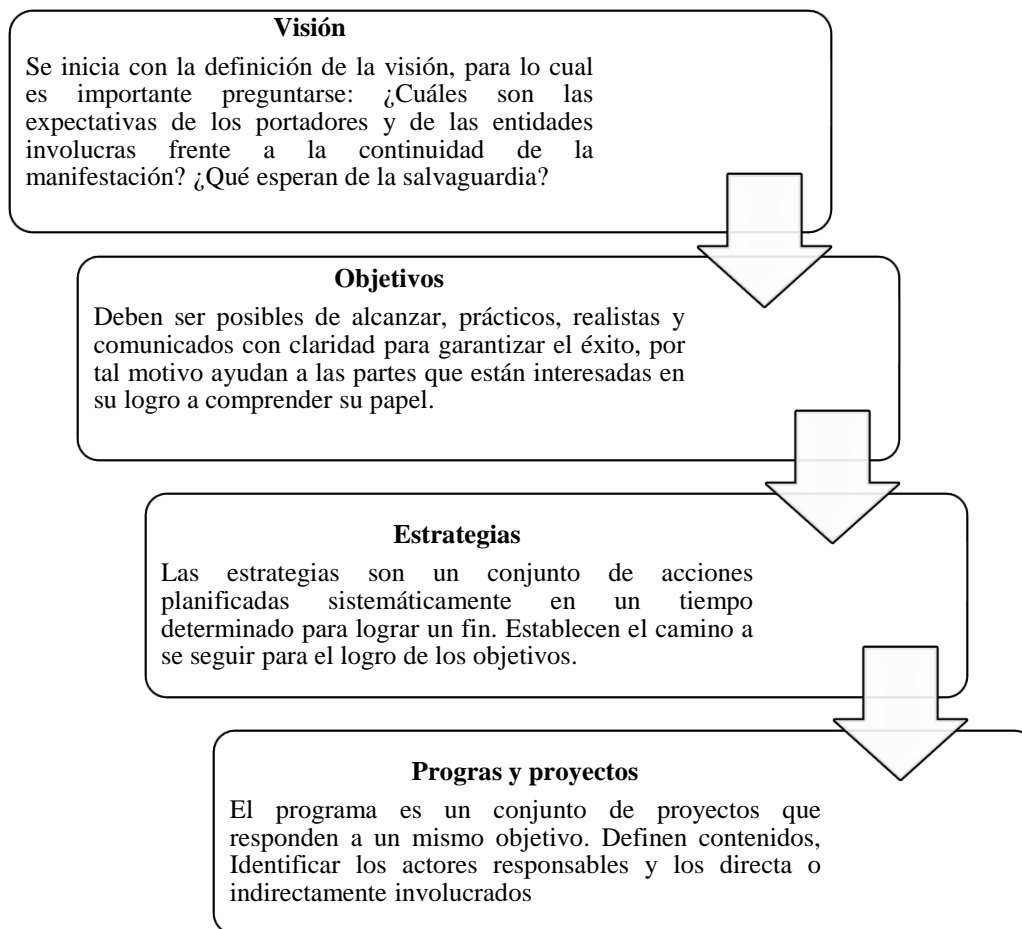 Visión
Se inicia con la definición de la visión, para lo cual
es importante preguntarse: ¿Cuáles son las
expectativas de los portadores y de las entidades
involucras frente a la continuidad de la
manifestación? ¿Qué esperan de la salvaguardia?
Objetivos
Deben ser posibles de alcanzar, prácticos, realistas y
comunicados con claridad para garantizar el éxito, por
tal motivo ayudan a las partes que están interesadas en
su logro a comprender su papel.
Estrategias
Las estrategias son un conjunto de acciones
planificadas sistemáticamente en un tiempo
determinado para lograr un fin. Establecen el camino a
se seguir para el logro de los objetivos.
Progras y proyectos
El programa es un conjunto de proyectos que
responden a un mismo objetivo. Definen contenidos,
Identificar los actores responsables y los directa o
indirectamente involucrados